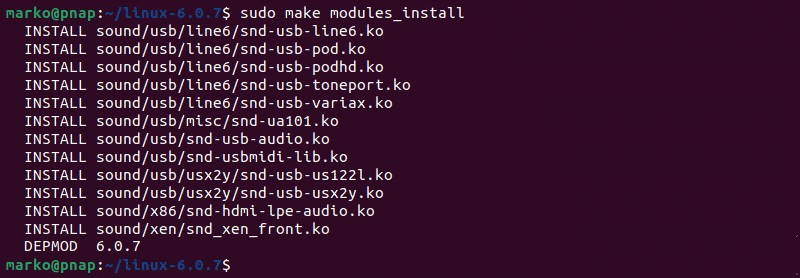 marko@pnap:~/linux-6.0.7$ sudo make modules_install
  INSTALL sound/usb/line6/snd-usb-line6.ko
  INSTALL sound/usb/line6/snd-usb-pod.ko
  INSTALL sound/usb/line6/snd-usb-podhd.ko
  INSTALL sound/usb/line6/snd-usb-toneport.ko
  INSTALL sound/usb/line6/snd-usb-variax.ko
  INSTALL sound/usb/misc/snd-ua101.ko
  INSTALL sound/usb/snd-usb-audio.ko
  INSTALL sound/usb/snd-usbmidi-lib.ko
  INSTALL sound/usb/usx2y/snd-usb-us122l.ko
  INSTALL sound/usb/usx2y/snd-usb-usx2y.ko
  INSTALL sound/x86/snd-hdmi-lpe-audio.ko
  INSTALL sound/xen/snd_xen_front.ko
  DEPMOD  6.0.7
marko@pnap:~/linux-6.0.7$